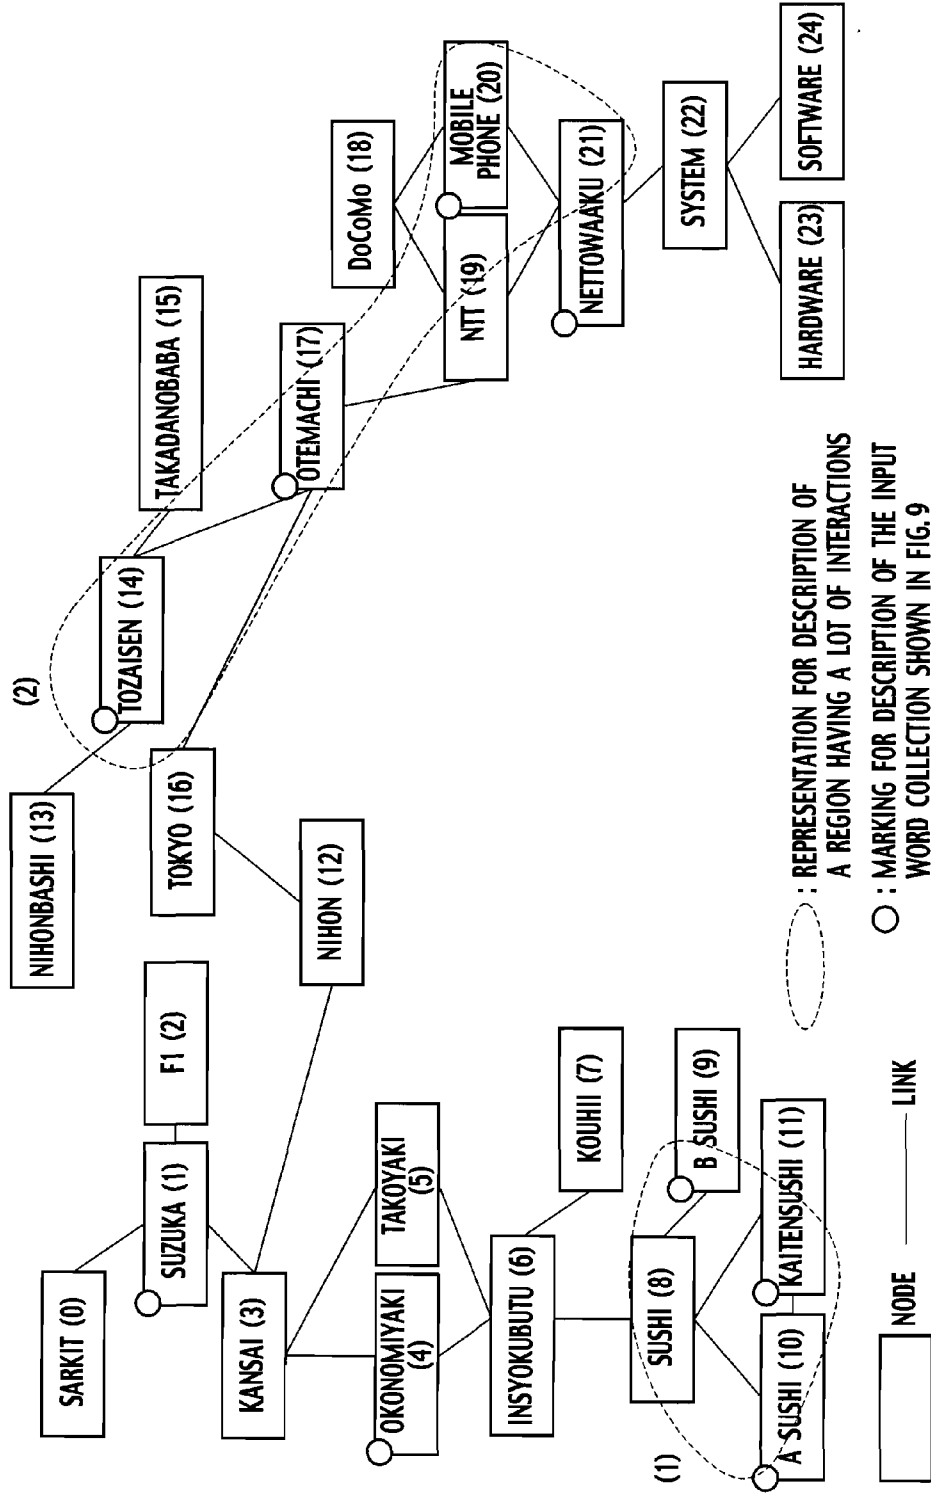 SARKIT (0)
SUZUKA (1)
F1 (2)
KANSAI (3)
OKONOMIYAKI
(4)
TAKOYAKI
(5)
INSYOKUBUTU (6)
KOUHII (7)
SUSHI (8)
B SUSHI (9)
A SUSHI (10)
KAITENSUSHI (11)
(1)
NIHON (12)
NIHONBASHI (13)
(2)
TOZAISEN (14)
TAKADANOBABA (15)
TOKYO (16)
OTEMACHI (17)
DoCoMo (18)
NTT (19)
MOBILE
PHONE (20)
NETTOWAAKU (21)
SYSTEM (22)
HARDWARE (23)
SOFTWARE (24)
NODE
LINK
: REPRESENTATION FOR DESCRIPTION OF
A REGION HAVING A LOT OF INTERACTIONS
: MARKING FOR DESCRIPTION OF THE INPUT
WORD COLLECTION SHOWN IN FIG. 9